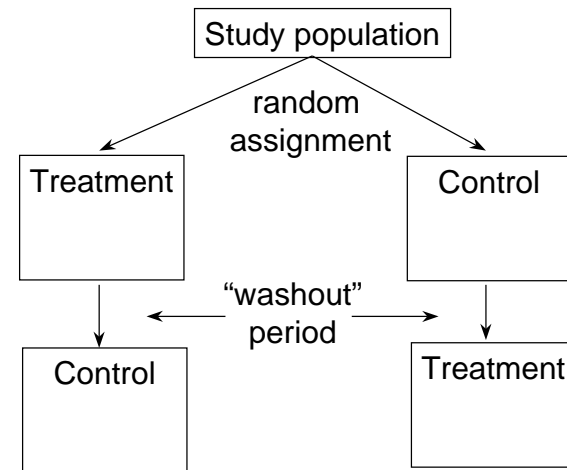 Study population
random
assignment
Treatment
Control
“washout”
period
Control
Treatment